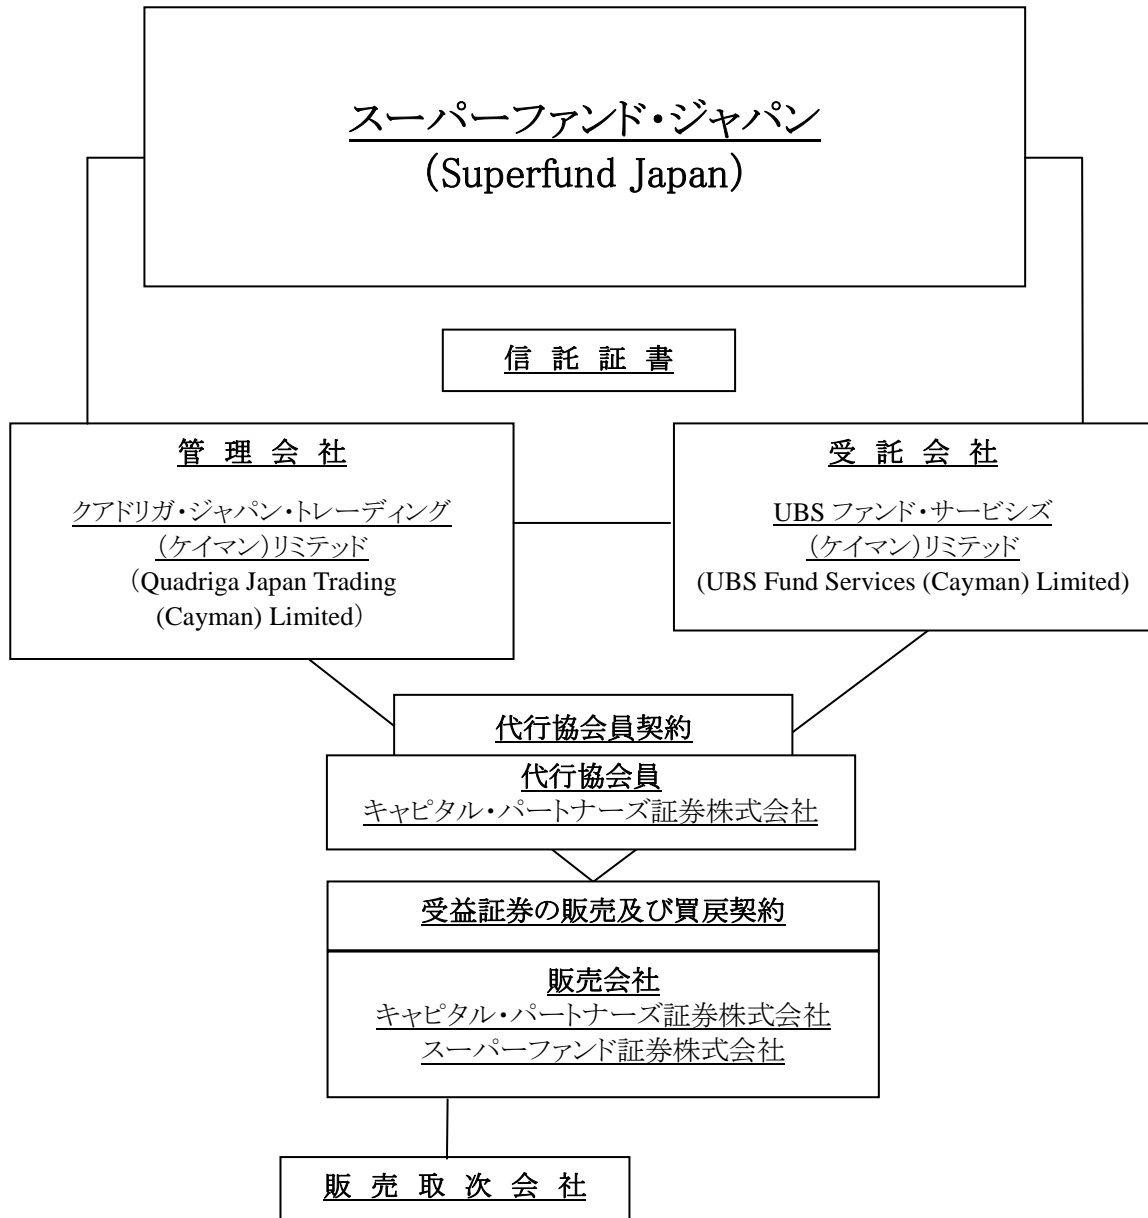 スーパーファンド・ジャパン
(Superfund Japan)
信 託 証 書
管 理 会 社
クアドリガ・ジャパン・トレーディング
(ケイマン)リミテッド
(Quadriga Japan Trading
(Cayman) Limited)
受 託 会 社
UBS ファンド・サービシズ
(ケイマン)リミテッド
(UBS Fund Services (Cayman) Limited)
代行協会員契約
代行協会員
キャピタル・パートナーズ証券株式会社
受益証券の販売及び買戻契約
販売会社
キャピタル・パートナーズ証券株式会社
スーパーファンド証券株式会社
販 売 取 次 会 社